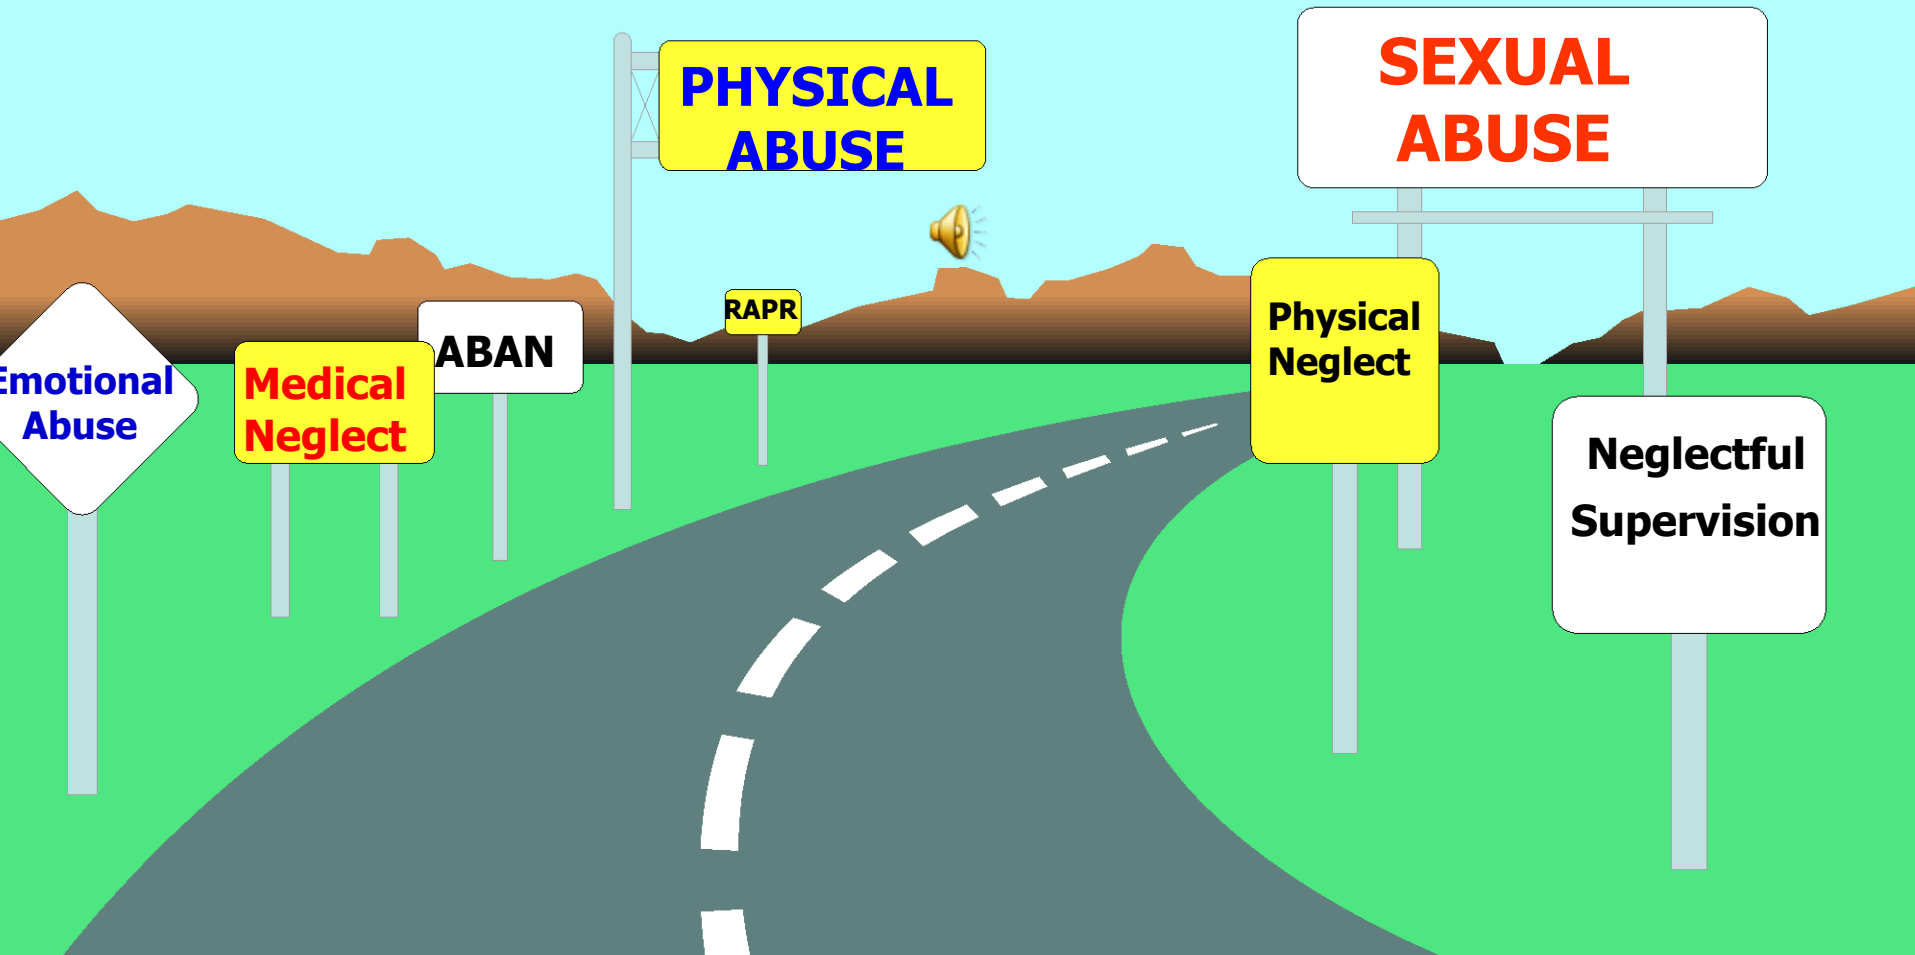 PHYSICAL
ABUSE
SEXUAL
ABUSE
Emotional
Abuse
Medical
Neglect
ABAN
RAPR
Physical
Neglect
Neglectful
Supervision